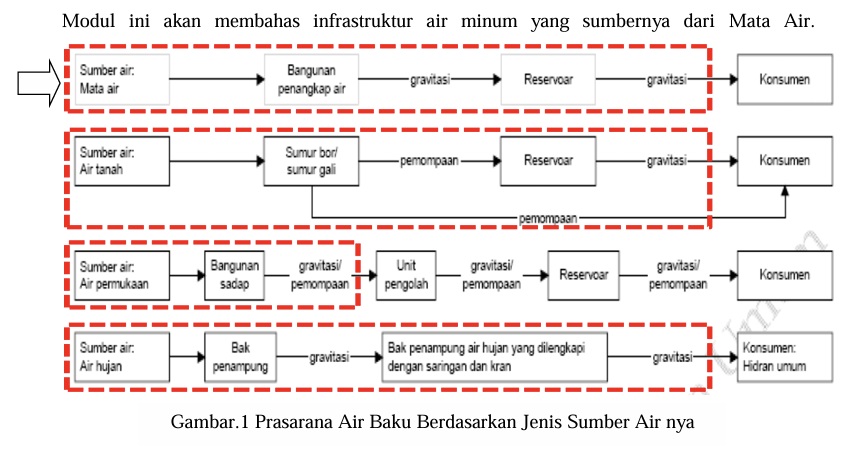 Modul ini akan membahas infrastruktur air minum yang sumbernya dari Mata Air.
Sumber air:
Mata air
Bangunan
penangkap air
gravitasi
Reservoar
gravitasi
Konsumen
Sumber air:
Air tanah
Sumur bor/
sumur gali
pemompaan
Reservoar
gravitasi
Konsumen
pemompaan
Sumber air:
Air permukaan
Bangunan
sadap
gravitasi/
pemompaan
Unit
pengolah
gravitasi/
pemompaan
Reservoar
gravitasi/
pemompaan
Konsumen
Sumber air:
Air hujan
Bak
penampung
gravitasi
Bak penampung air hujan yang dilengkapi
dengan saringan dan kran
gravitasi
Konsumen:
Hidran umum
Gambar.1 Prasarana Air Baku Berdasarkan Jenis Sumber Air nya